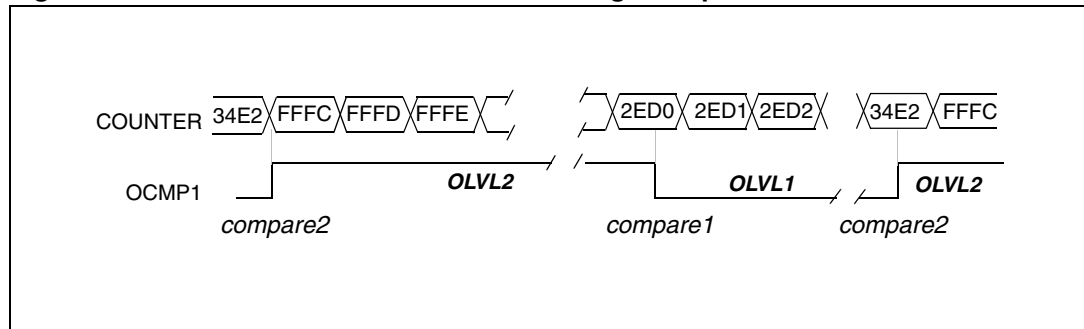 COUNTER 34E2 FFFC FFFD FFFE 2ED0 2ED1 2ED2 34E2 FFFC
OCMP1 OLVL2 OLVL1 OLVL2
compare2 compare1 compare2